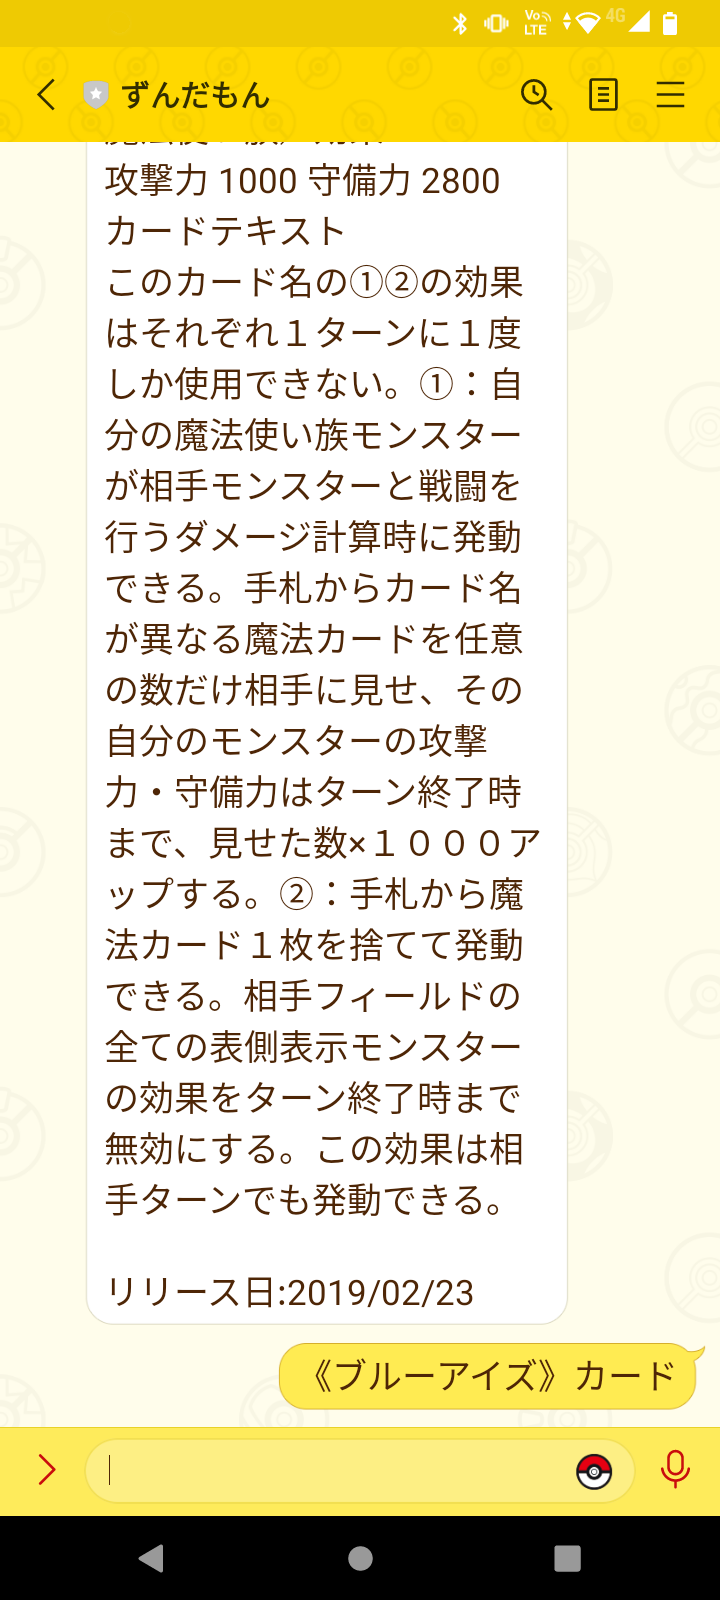 Vo
LTE
4G
ずんだもん
攻撃力 1000 守備力 2800
カードテキスト
このカード名の①②の効果
はそれぞれ１ターンに１度
しか使用できない。①：自
分の魔法使い族モンスター
が相手モンスターと戦闘を
行うダメージ計算時に発動
できる。手札からカード名
が異なる魔法カードを任意
の数だけ相手に見せ、その
自分のモンスターの攻撃
力・守備力はターン終了時
まで、見せた数×１０００ア
ップする。②：手札から魔
法カード１枚を捨てて発動
できる。相手フィールドの
全ての表側表示モンスター
の効果をターン終了時まで
無効にする。この効果は相
手ターンでも発動できる。
リリース日:2019/02/23
《ブルーアイズ》カード